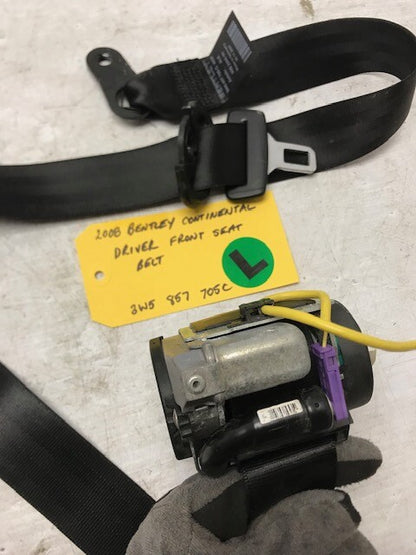 2008 BENTLEY CONTINENTAL
DRIVER FRONT SEAT
BELT
L
3W5 857 705C